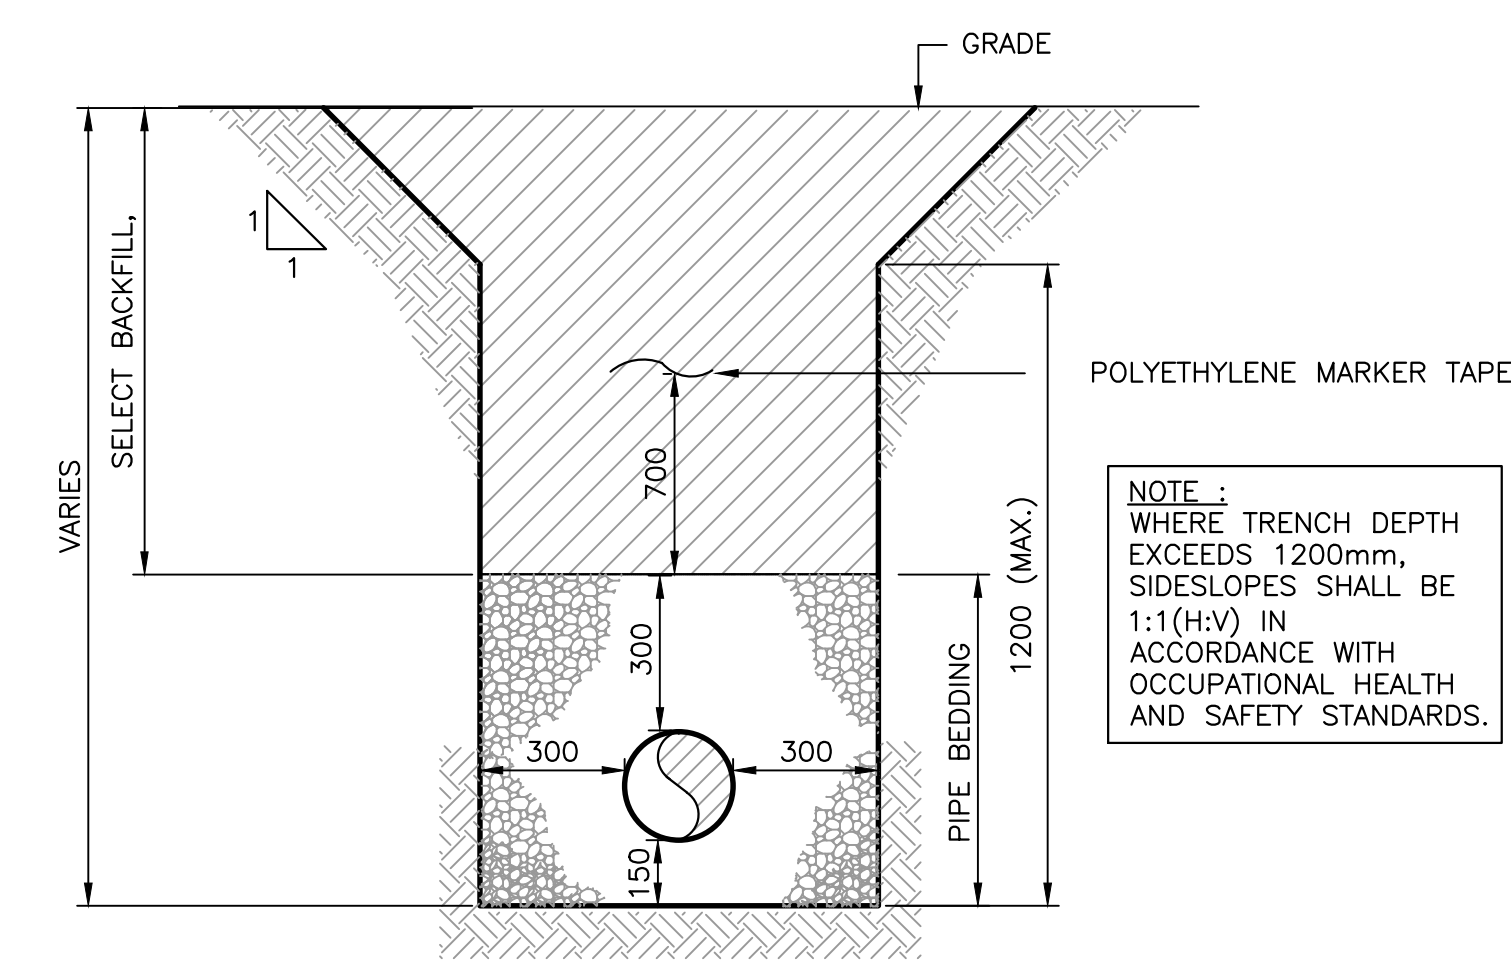 GRADE
1
1
SELECT BACKFILL,
VARIES
POLYETHYLENE MARKER TAPE
700
1200 (MAX.)
NOTE :
WHERE TRENCH DEPTH
EXCEEDS 1200mm,
SIDESLOPES SHALL BE
1:1(H:V) IN
ACCORDANCE WITH
OCCUPATIONAL HEALTH
AND SAFETY STANDARDS.
300
PIPE BEDDING
300
300
150